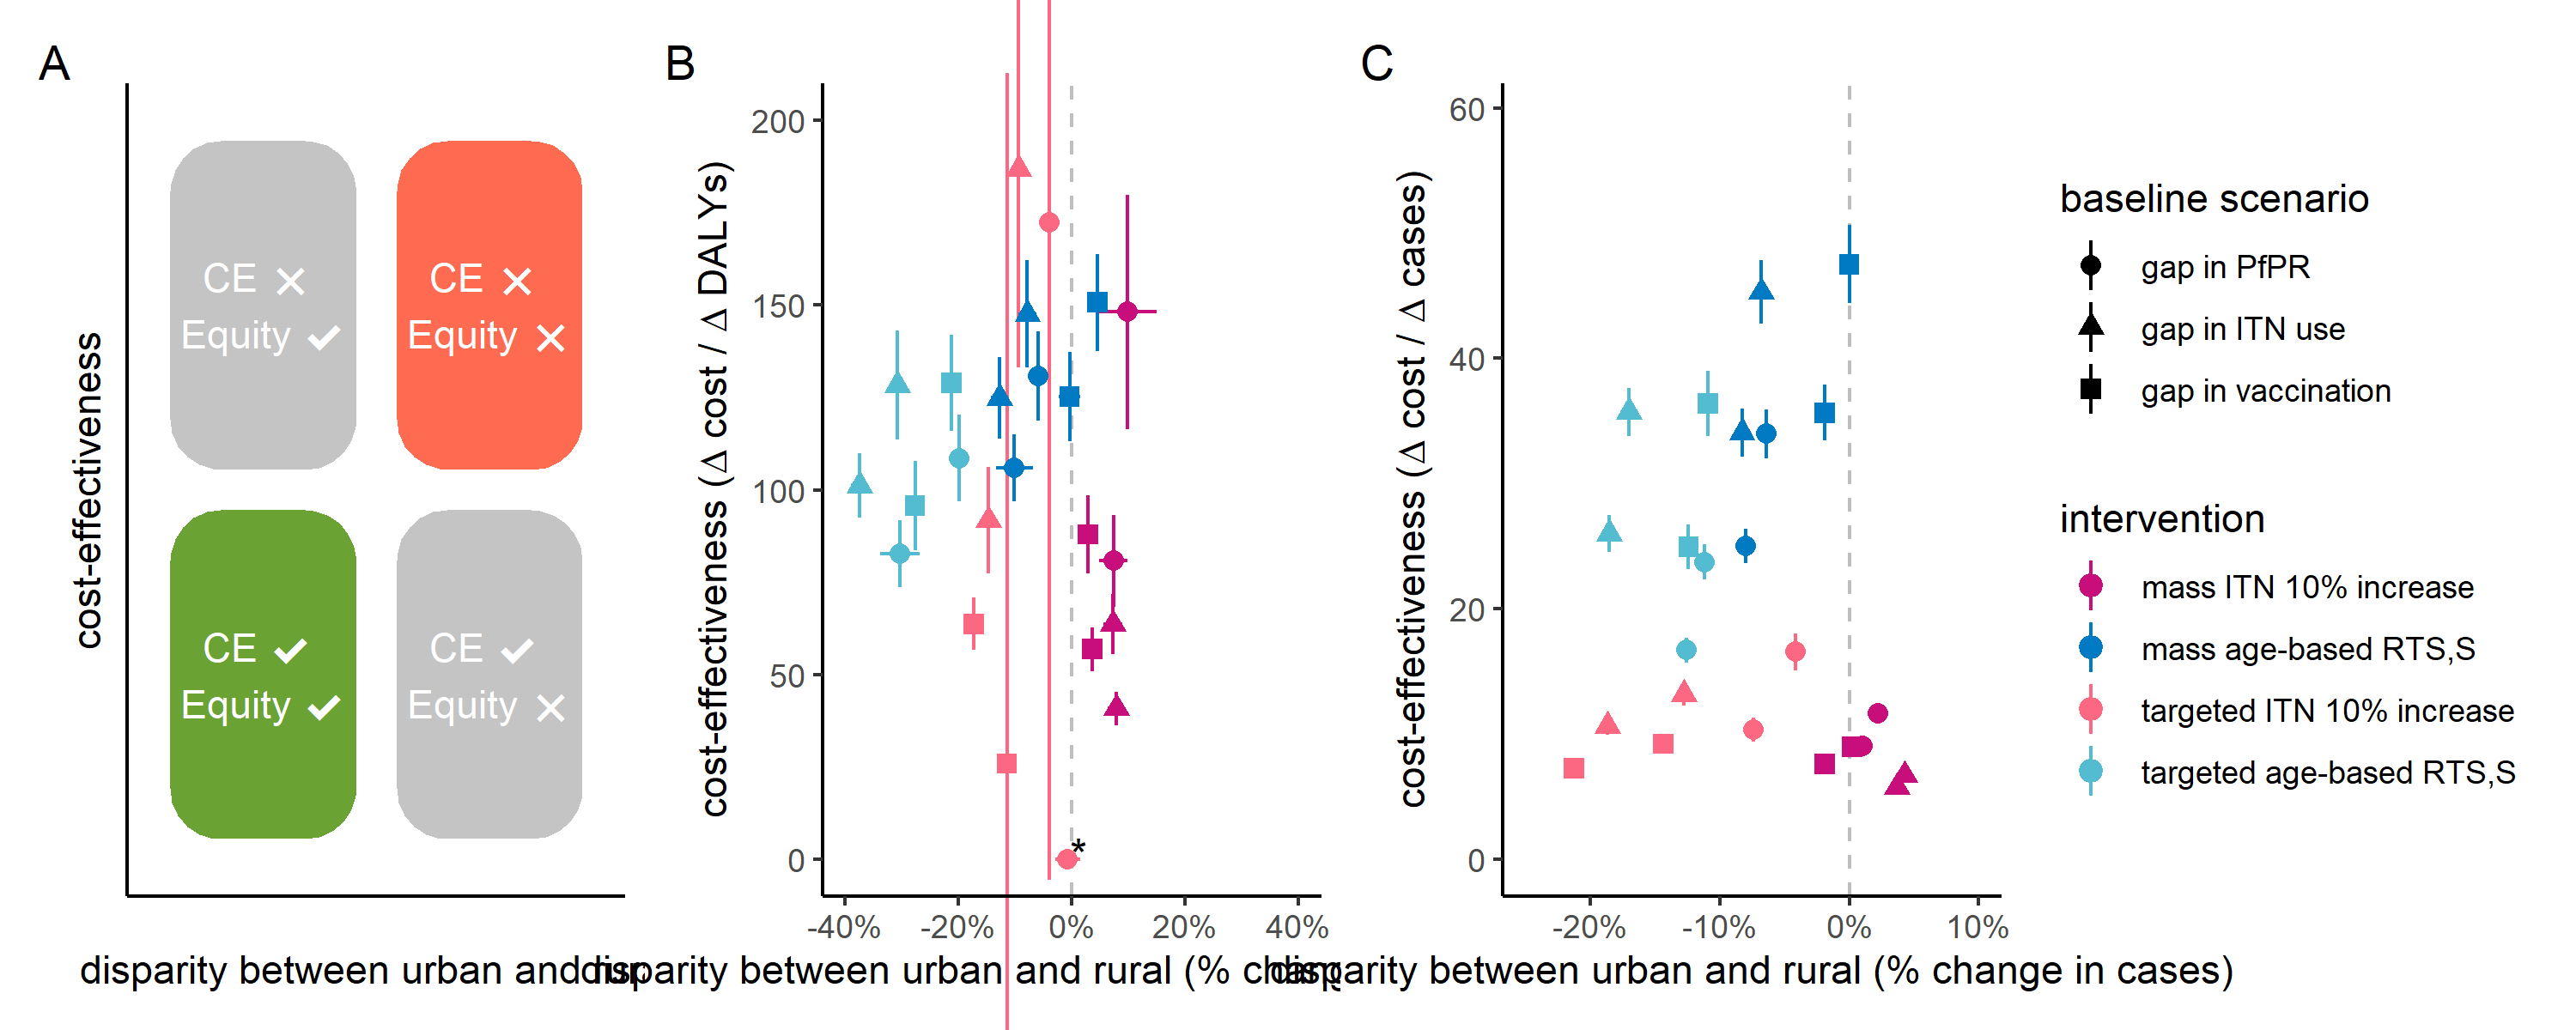 A
cost-effectiveness
CE ✕
Equity ✔
CE ✕
Equity ✕
CE ✔
Equity ✔
CE ✔
Equity ✕
disparity between urban and
B
cost-effectiveness (Δ cost / Δ DALYs)
200
150
100
50
0
*
-40%
-20%
0%
20%
40%
disparity between urban and rural (%
C
cost-effectiveness (Δ cost / Δ cases)
60
40
20
0
-20%
-10%
0%
10%
disparity between urban and rural (% change in cases)
baseline scenario
gap in PfPR
gap in ITN use
gap in vaccination
intervention
mass ITN 10% increase
mass age-based RTS,S
targeted ITN 10% increase
targeted age-based RTS,S